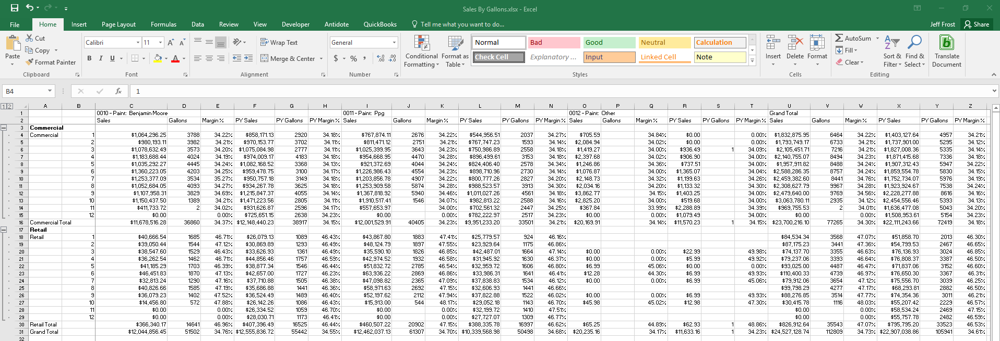 Sales By Gallons.xlsx - Excel
File Home Insert Page Layout Formulas Data Review View Developer Antidote QuickBooks Tell me what you want to do... Jeff Frost Share
Cut Calibri 11 Wrap Text General Normal Bad Good Neutral Calculation AutoSum
Copy Fill
Paste Format Painter B I U Merge & Center $ % , Conditional Formatting Format as Table Check Cell Explanatory ... Input Linked Cell Note Insert Delete Format Clear Sort & Filter Find & Select Translate Document
Clipboard Font Alignment Number Styles Cells Editing
B4 fx 1
1 2 A B C D E F G H I J K L M N O P Q R S T U V W X Y Z
1 0010 - Paint: Benjamin Moore 0011 - Paint: Ppg 0012 - Paint: Other Grand Total
2 Sales Gallons Margin % PY Sales PY Gallons PY Margin % Sales Gallons Margin % PY Sales PY Gallons PY Margin % Sales Gallons Margin % PY Sales PY Gallons PY Margin % Sales Gallons Margin % PY Sales PY Gallons PY Margin %
3 Commercial
4 Commercial 1 $1,064,296.25 3788 34.22% $858,171.13 2920 34.18% $767,874.11 2676 34.22% $544,956.51 2037 34.27% $705.59 34.84% $0.00 0.00% $1,832,875.95 6464 34.22% $1,403,127.64 4957 34.21%
5 2 $980,193.11 3982 34.21% $970,153.77 3702 34.11% $811,471.12 2751 34.21% $767,747.23 1593 34.14% $2,084.94 34.02% $0.00 0.00% $1,793,749.17 6733 34.21% $1,737,901.00 5295 34.12%
6 3 $1,078,632.49 3573 34.20% $1,075,084.98 2777 34.11% $1,025,399.95 3643 34.23% $750,986.89 2558 34.18% $1,419.27 34.00% $936.49 1 34.09% $2,105,451.71 7216 34.21% $1,827,008.36 5335 34.14%
7 4 $1,183,688.44 4024 34.19% $974,009.17 4183 34.18% $954,668.95 4470 34.28% $896,499.61 3153 34.18% $2,397.68 34.02% $906.90 34.00% $2,140,755.07 8494 34.23% $1,871,415.68 7336 34.18%
8 5 $1,035,292.27 4445 34.24% $1,082,168.52 3368 34.13% $921,372.69 4044 34.24% $824,406.40 2578 34.34% $1,246.86 34.36% $737.51 34.00% $1,957,911.82 8488 34.24% $1,907,312.43 5947 34.22%
9 6 $1,360,223.05 4203 34.25% $959,478.75 3100 34.17% $1,226,986.43 4554 34.23% $898,710.96 2730 34.14% $1,076.87 34.00% $1,365.07 34.04% $2,588,286.35 8757 34.24% $1,859,554.78 5830 34.15%
10 7 $1,253,377.09 3534 35.27% $950,757.18 3149 34.18% $1,203,856.78 4907 34.22% $800,777.26 2827 34.20% $2,148.73 34.32% $1,199.63 34.26% $2,459,382.60 8441 34.76% $1,752,734.07 5976 34.19%
11 8 $1,052,684.05 4093 34.27% $934,267.78 3625 34.18% $1,253,909.58 5874 34.28% $988,523.57 3913 34.30% $2,034.16 34.20% $1,133.32 34.30% $2,308,627.79 9967 34.28% $1,923,924.67 7538 34.24%
12 9 $1,107,958.31 3829 34.69% $1,215,847.37 4055 34.14% $1,367,818.92 5940 34.46% $1,011,027.26 4561 34.18% $3,862.77 34.15% $1,403.25 34.00% $2,479,640.00 9769 34.56% $2,228,277.88 8616 34.16%
13 10 $1,150,437.50 1389 34.21% $1,471,223.56 2805 34.11% $1,910,517.41 1546 34.07% $982,813.22 2588 34.16% $2,825.20 34.00% $519.68 34.00% $3,063,780.11 2935 34.12% $2,454,556.46 5393 34.13%
14 11 $411,733.72 2 34.02% $931,626.87 2596 34.17% $557,653.97 34.00% $702,561.32 2447 34.25% $367.84 33.99% $2,288.89 34.39% $969,755.53 2 34.01% $1,636,477.08 5043 34.20%
15 12 $0.00 0.00% $725,651.15 2638 34.23% $0.00 0.00% $782,222.97 2517 34.23% $0.00 0.00% $1,079.49 34.00% $0.00 0.00% $1,508,953.61 5154 34.23%
16 Commercial Total $11,678,516.28 36860 34.37% $12,148,440.23 38917 34.15% $12,001,529.91 40405 34.23% $9,951,233.20 33501 34.21% $20,169.91 34.14% $11,570.23 1 34.15% $23,700,216.10 77265 34.30% $22,111,243.66 72419 34.18%
17 Retail
18 Retail 1 $40,666.54 1685 46.71% $26,079.13 1089 46.43% $43,867.80 1883 47.41% $25,779.57 924 46.16% $84,534.34 3568 47.07% $51,858.70 2013 46.30%
19 2 $39,050.44 1544 47.12% $30,869.89 1293 46.49% $48,124.79 1897 47.55% $23,929.64 1175 46.86% $87,175.23 3441 47.36% $54,799.53 2467 46.65%
20 3 $38,547.60 1529 46.43% $33,626.93 1361 46.49% $35,590.10 1826 46.85% $42,487.01 1664 47.14% $0.00 0.00% $22.99 49.98% $74,137.70 3355 46.63% $76,136.93 3024 46.85%
21 4 $36,262.54 1462 46.71% $44,856.46 1757 46.59% $42,974.52 1932 46.58% $31,945.92 1630 46.37% $0.00 0.00% $5.99 49.92% $79,237.06 3393 46.64% $76,808.37 3387 46.50%
22 5 $41,185.29 1703 46.39% $38,877.34 1546 46.44% $51,832.72 2785 46.54% $32,959.72 1606 46.80% $6.99 45.06% $0.00 0.00% $93,025.00 4487 46.47% $71,837.06 3152 46.60%
23 6 $46,451.83 1870 47.13% $42,657.00 1727 46.23% $63,936.22 2869 46.86% $33,986.31 1641 46.41% $12.28 44.30% $6.99 49.93% $110,400.33 4739 46.97% $76,650.30 3367 46.31%
24 7 $32,813.24 1290 47.16% $37,710.88 1505 46.38% $47,098.82 2365 47.09% $37,838.83 1534 46.12% $0.00 0.00% $6.99 45.06% $79,912.06 3654 47.12% $75,556.70 3039 46.25%
25 8 $40,826.66 1585 47.19% $35,686.88 1441 46.36% $58,971.63 2692 47.15% $32,606.93 1441 46.66% $99,798.29 4277 47.17% $68,293.81 2882 46.50%
26 9 $36,079.23 1402 47.52% $36,524.49 1489 46.40% $52,197.62 2112 47.94% $37,822.88 1522 46.02% $0.00 0.00% $6.99 49.93% $88,276.85 3514 47.77% $74,354.36 3011 46.21%
27 10 $14,456.80 572 47.88% $26,142.26 1086 46.43% $15,913.00 544 48.17% $29,052.18 1143 46.70% $45.98 45.02% $12.98 47.30% $30,415.78 1116 48.03% $55,207.42 2229 46.57%
28 11 $0.00 0.00% $26,334.52 1059 46.70% $0.00 0.00% $32,199.72 1410 47.51% $0.00 0.00% $58,534.24 2469 47.15%
29 12 $0.00 0.00% $28,030.71 1173 46.41% $0.00 0.00% $27,727.07 1309 46.77% $0.00 0.00% $55,757.78 2482 46.59%
30 Retail Total $366,340.17 14641 46.96% $407,396.49 16525 46.44% $460,507.22 20902 47.15% $388,335.78 16997 46.62% $65.25 44.89% $62.93 1 48.86% $826,912.64 35543 47.07% $795,795.20 33523 46.53%
31 Grand Total $12,044,856.45 51502 34.76% $12,555,836.72 55442 34.55% $12,462,037.13 61307 34.70% $10,339,568.98 50498 34.68% $20,235.16 34.17% $11,633.16 1 34.23% $24,527,128.74 112809 34.73% $22,907,038.86 105941 34.61%
32